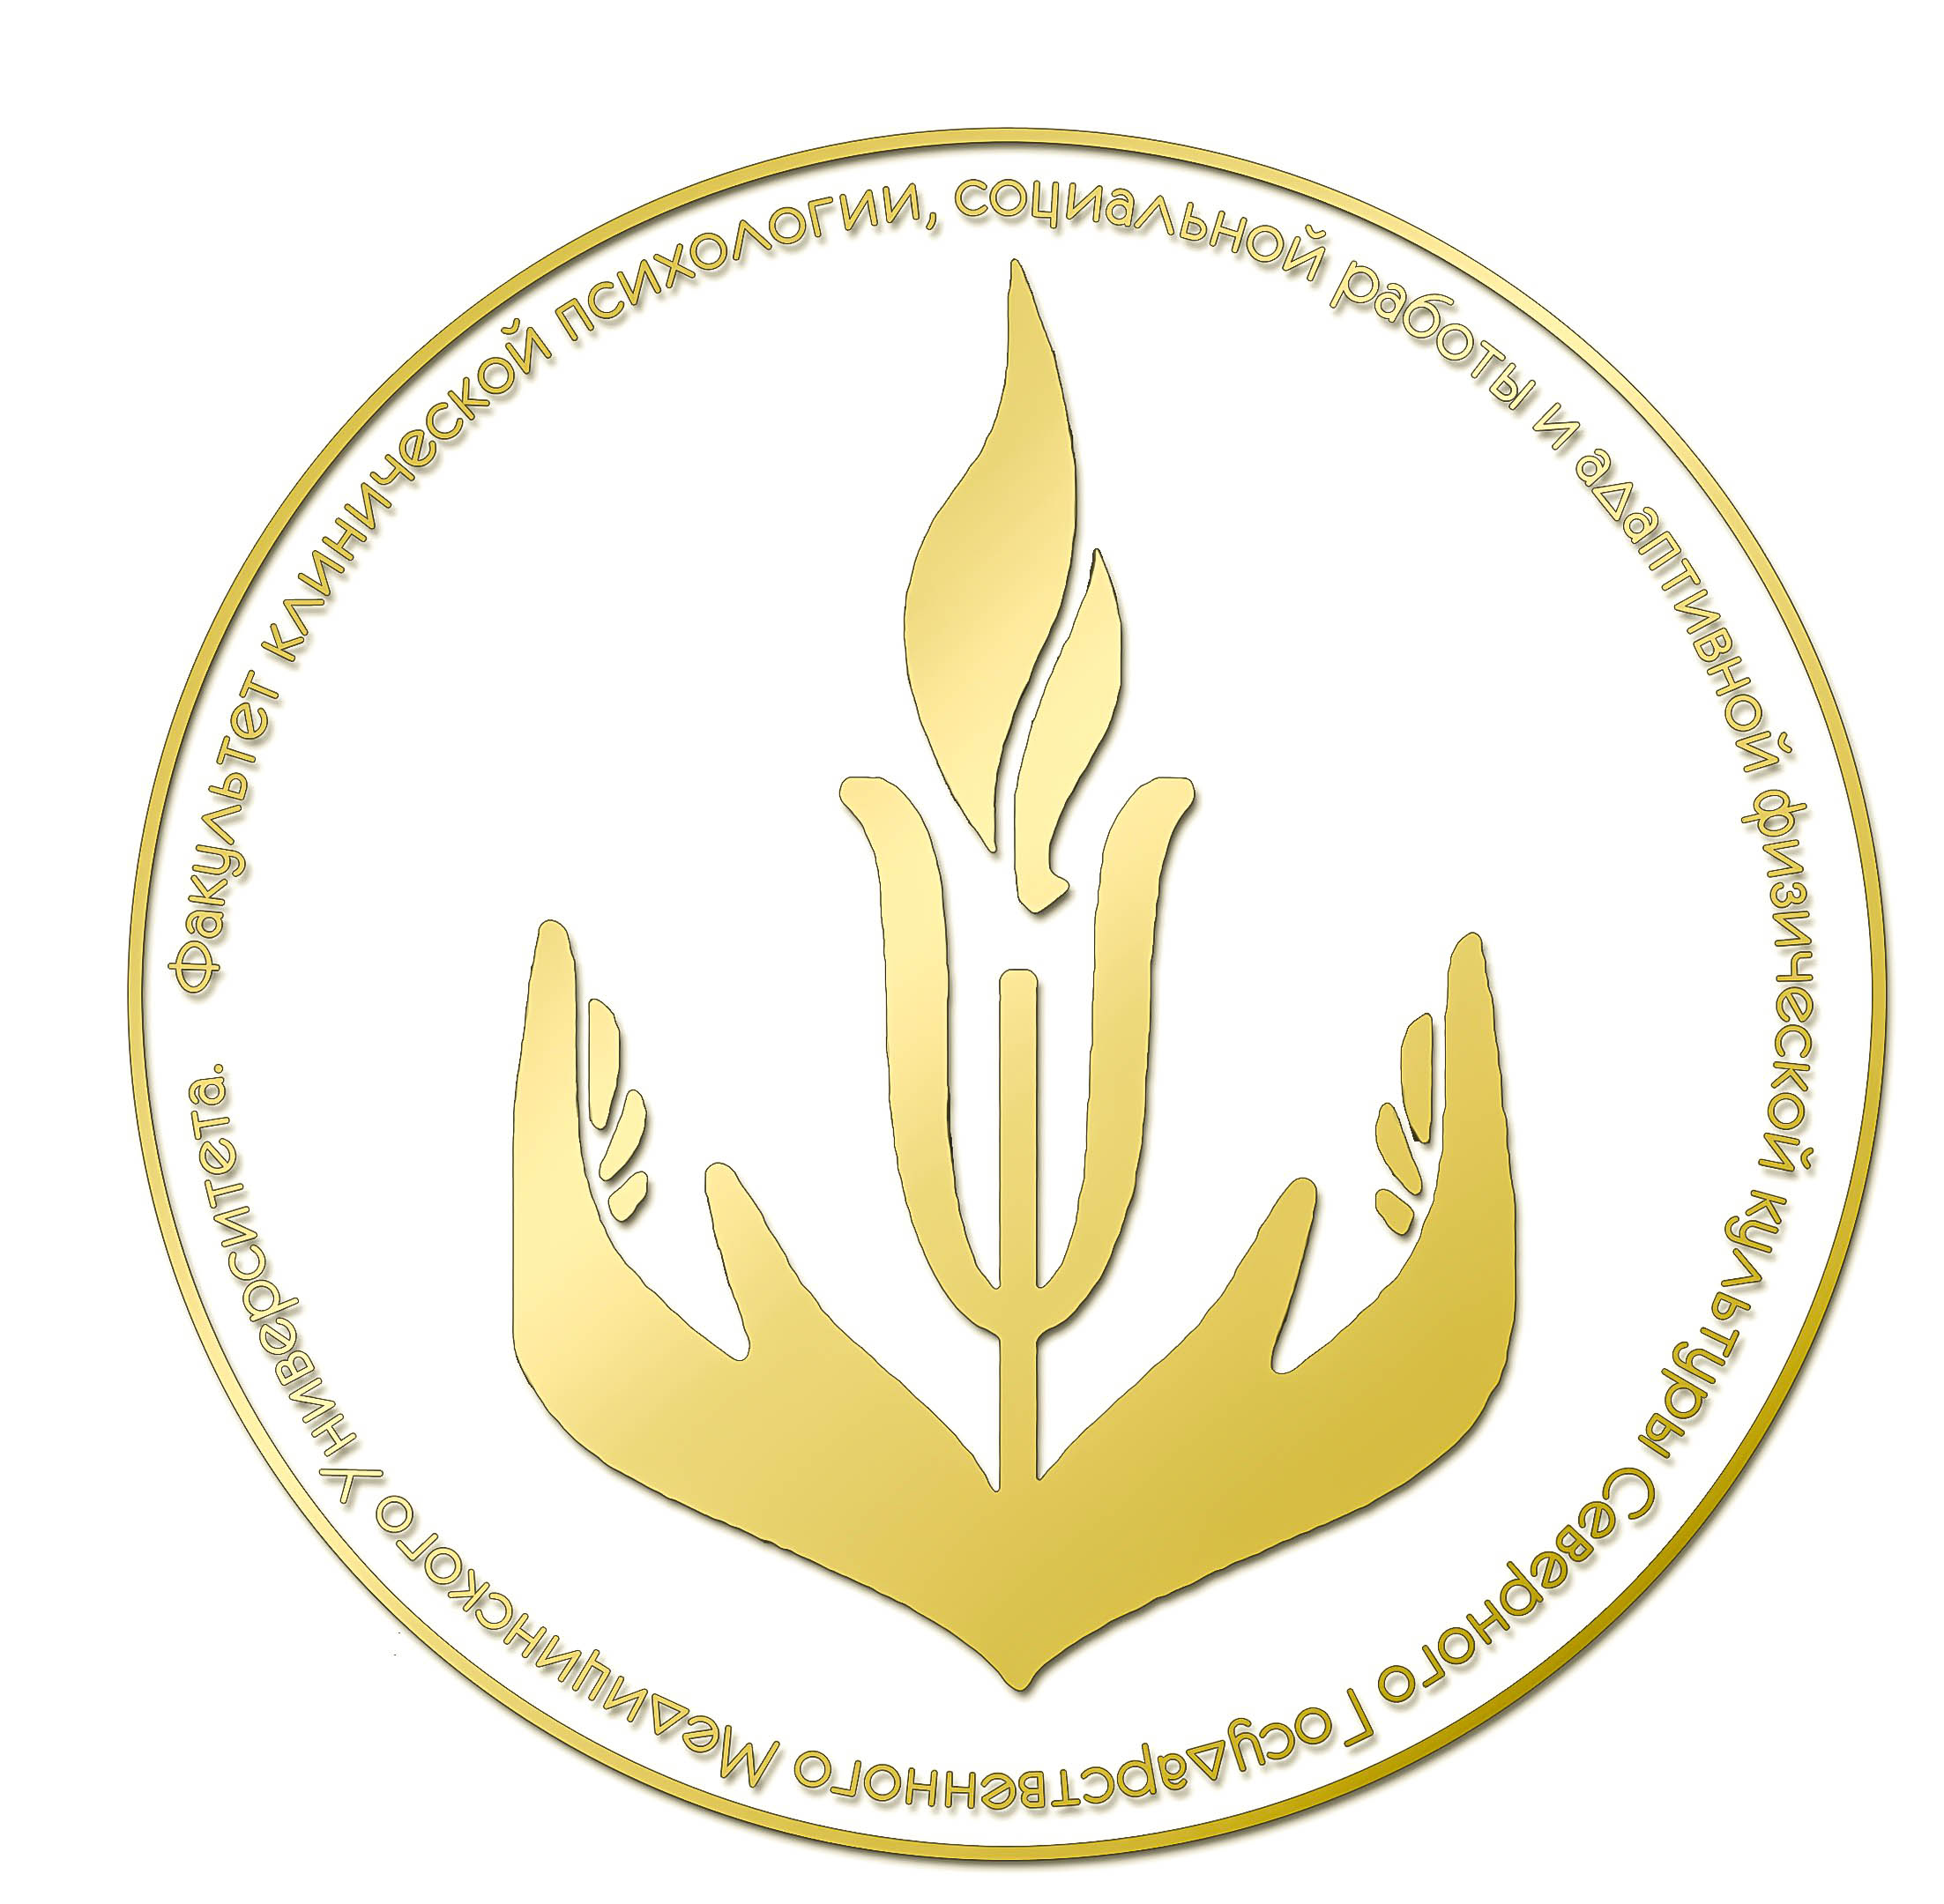 Факультет клинической психологии, социальной работы и адаптивной физической культуры Северного Государственного Медицинского Университета.